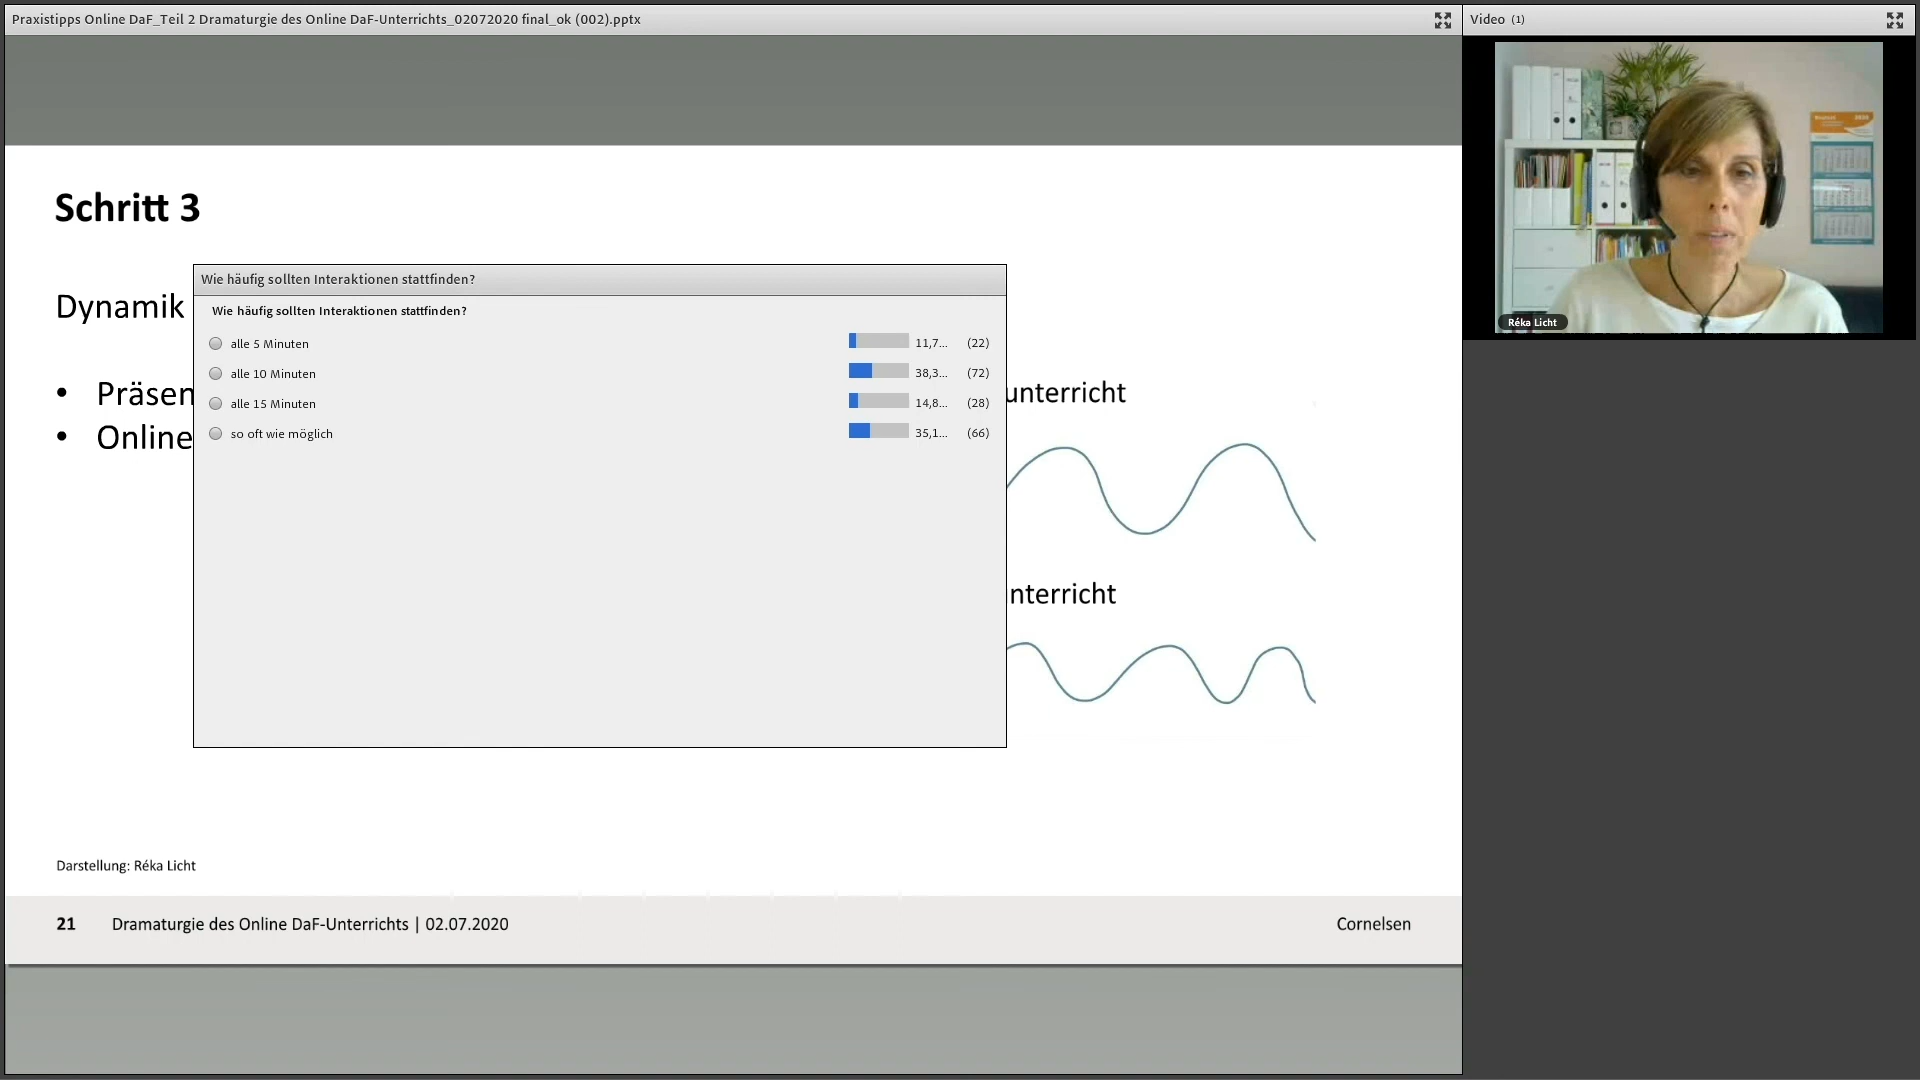 Praxistipps Online DaF_Teil 2 Dramaturgie des Online DaF-Unterrichts_02072020 final_ok (002).pptx
Video (1)
Réka Licht
Schritt 3
Dynamik
Wie häufig sollten Interaktionen stattfinden?
Wie häufig sollten Interaktionen stattfinden?
alle 5 Minuten 11,7... (22)
alle 10 Minuten 38,3... (72)
alle 15 Minuten 14,8... (28)
so oft wie möglich 35,1... (66)
• Präsen
unterricht
• Online
nterricht
Darstellung: Réka Licht
21 Dramaturgie des Online DaF-Unterrichts | 02.07.2020 Cornelsen